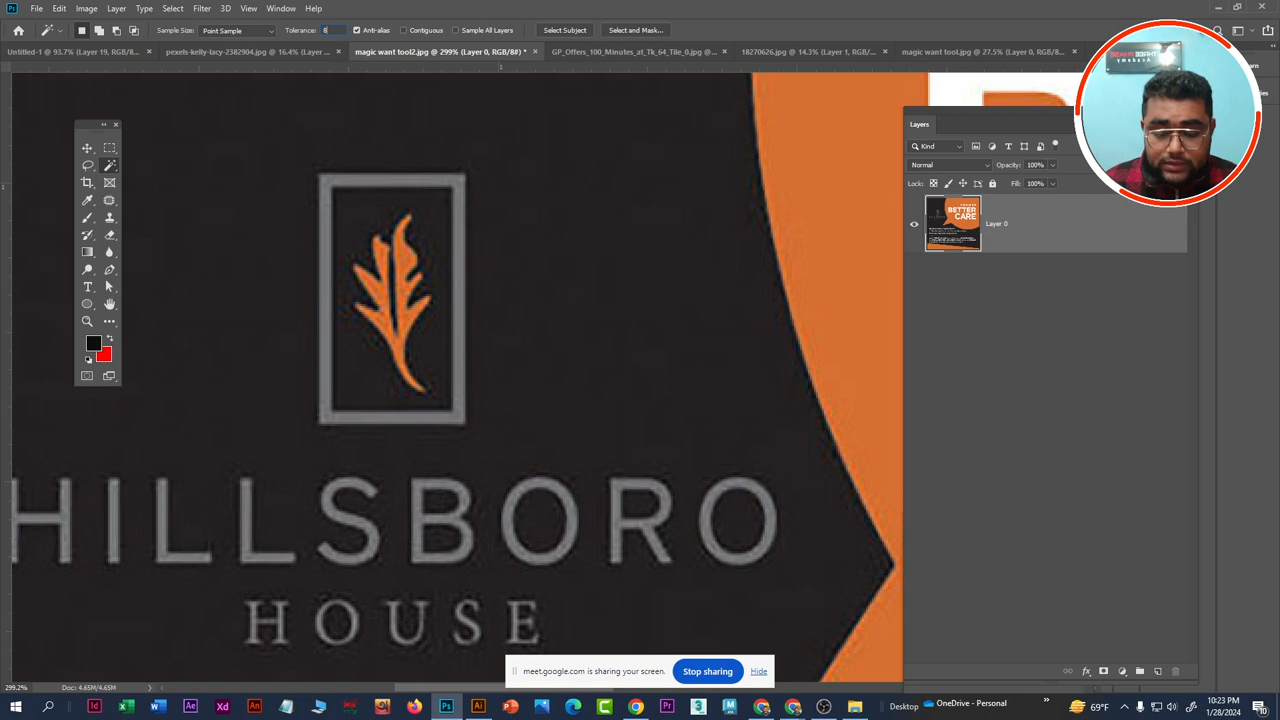 File Edit Image Layer Type Select Filter 3D View Plugins Window Help
Sample Size: Point Sample Tolerance: 8 Anti-alias Contiguous Sample All Layers Select Subject Select and Mask...
Untitled-1 @ 93.7% (Layer 19, RGB/8... × pexels-kelly-lacy-2382904.jpg @ 16.4% ... × magic want tool2.jpg @ 299% (Layer 0, RGB/8#) * × GP_Offers_100_Minutes_at_Tk_64_Tile_0.jpg @... × 18270626.jpg @ 14.3% (Layer 1, RGB/8... × magic want tool.jpg @ 27.5% (Layer 0, RGB/8... ×
Layers
Kind
Normal Opacity: 100%
Lock: Fill: 100%
BETTER
CARE
Layer 0
HILLSBORO
HOUSE
meet.google.com is sharing your screen. Stop sharing Hide
299.2% Doc: 4.65M/4.65M
Desktop OneDrive - Personal 69°F 10:23 PM
1/28/2024